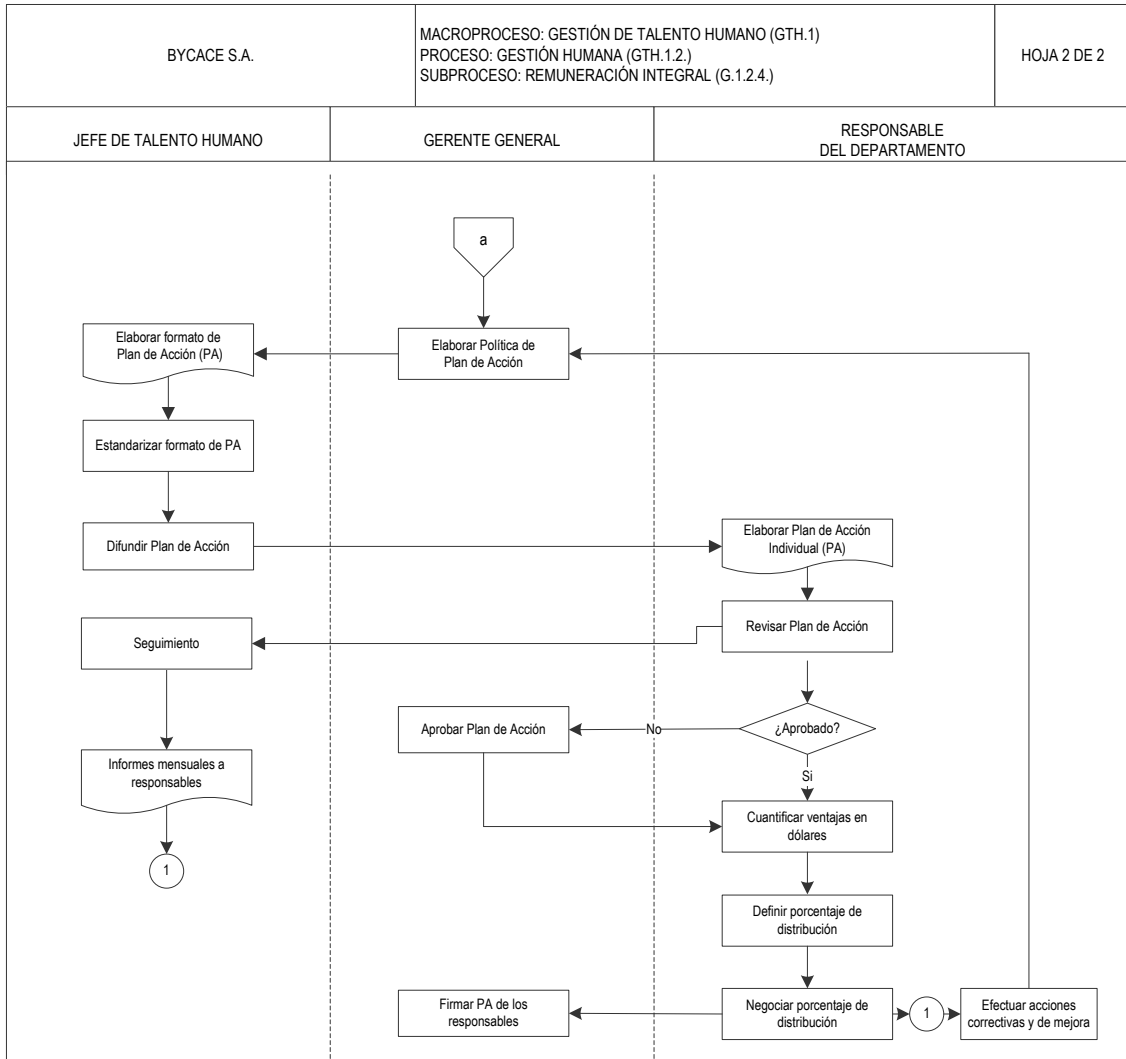 BYCACE S.A.
MACROPROCESO: GESTIÓN DE TALENTO HUMANO (GTH.1)
PROCESO: GESTIÓN HUMANA (GTH.1.2.)
SUBPROCESO: REMUNERACIÓN INTEGRAL (G.1.2.4.)
HOJA 2 DE 2
JEFE DE TALENTO HUMANO
GERENTE GENERAL
RESPONSABLE
DEL DEPARTAMENTO
a
Elaborar formato de
Plan de Acción (PA)
Elaborar Política de
Plan de Acción
Estandarizar formato de PA
Difundir Plan de Acción
Elaborar Plan de Acción
Individual (PA)
Seguimiento
Revisar Plan de Acción
Aprobar Plan de Acción
No
¿Aprobado?
Informes mensuales a
responsables
Si
Cuantificar ventajas en
dólares
1
Definir porcentaje de
distribución
Firmar PA de los
responsables
Negociar porcentaje de
distribución
1
Efectuar acciones
correctivas y de mejora